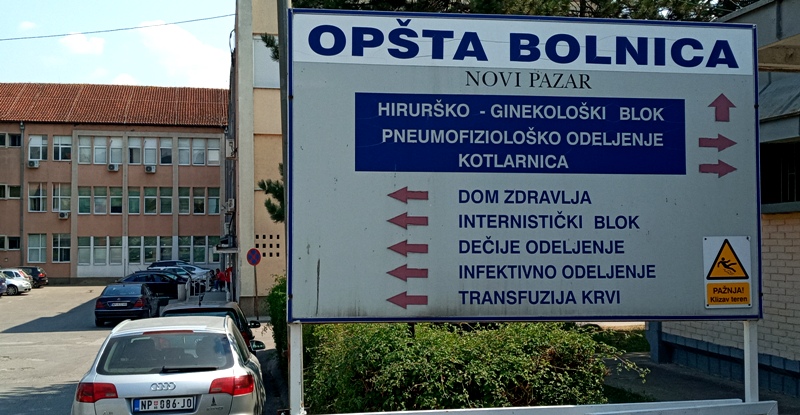 OPŠTA BOLNICA
NOVI PAZAR
HIRURŠKO - GINEKOLOŠKI BLOK
PNEUMOFIZIOLOŠKO ODELJENJE
KOTLARNICA
DOM ZDRAVLJA
INTERNISTIČKI BLOK
DEČIJE ODELJENJE
INFEKTIVNO ODELJENJE
TRANSFUZIJA KRVI
PAŽNJA!
Klizav teren
NP 086-JO